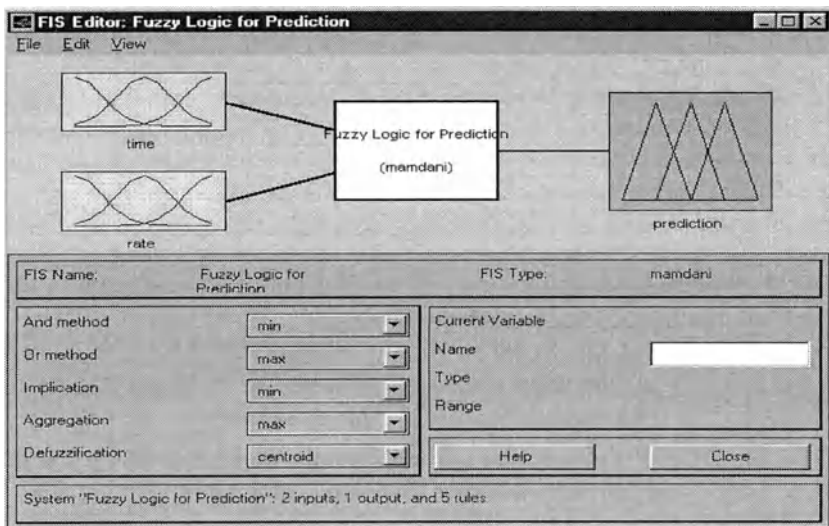 FIS Editor: Fuzzy Logic for Prediction
File Edit View
time
rate
Fuzzy Logic for Prediction
(mamdani)
prediction
FIS Name: Fuzzy Logic for Prediction FIS Type: mamdani
And method min
Or method max
Implication min
Aggregation max
Defuzzification centroid
Current Variable
Name
Type
Range
Help Close
System "Fuzzy Logic for Prediction": 2 inputs, 1 output, and 5 rules